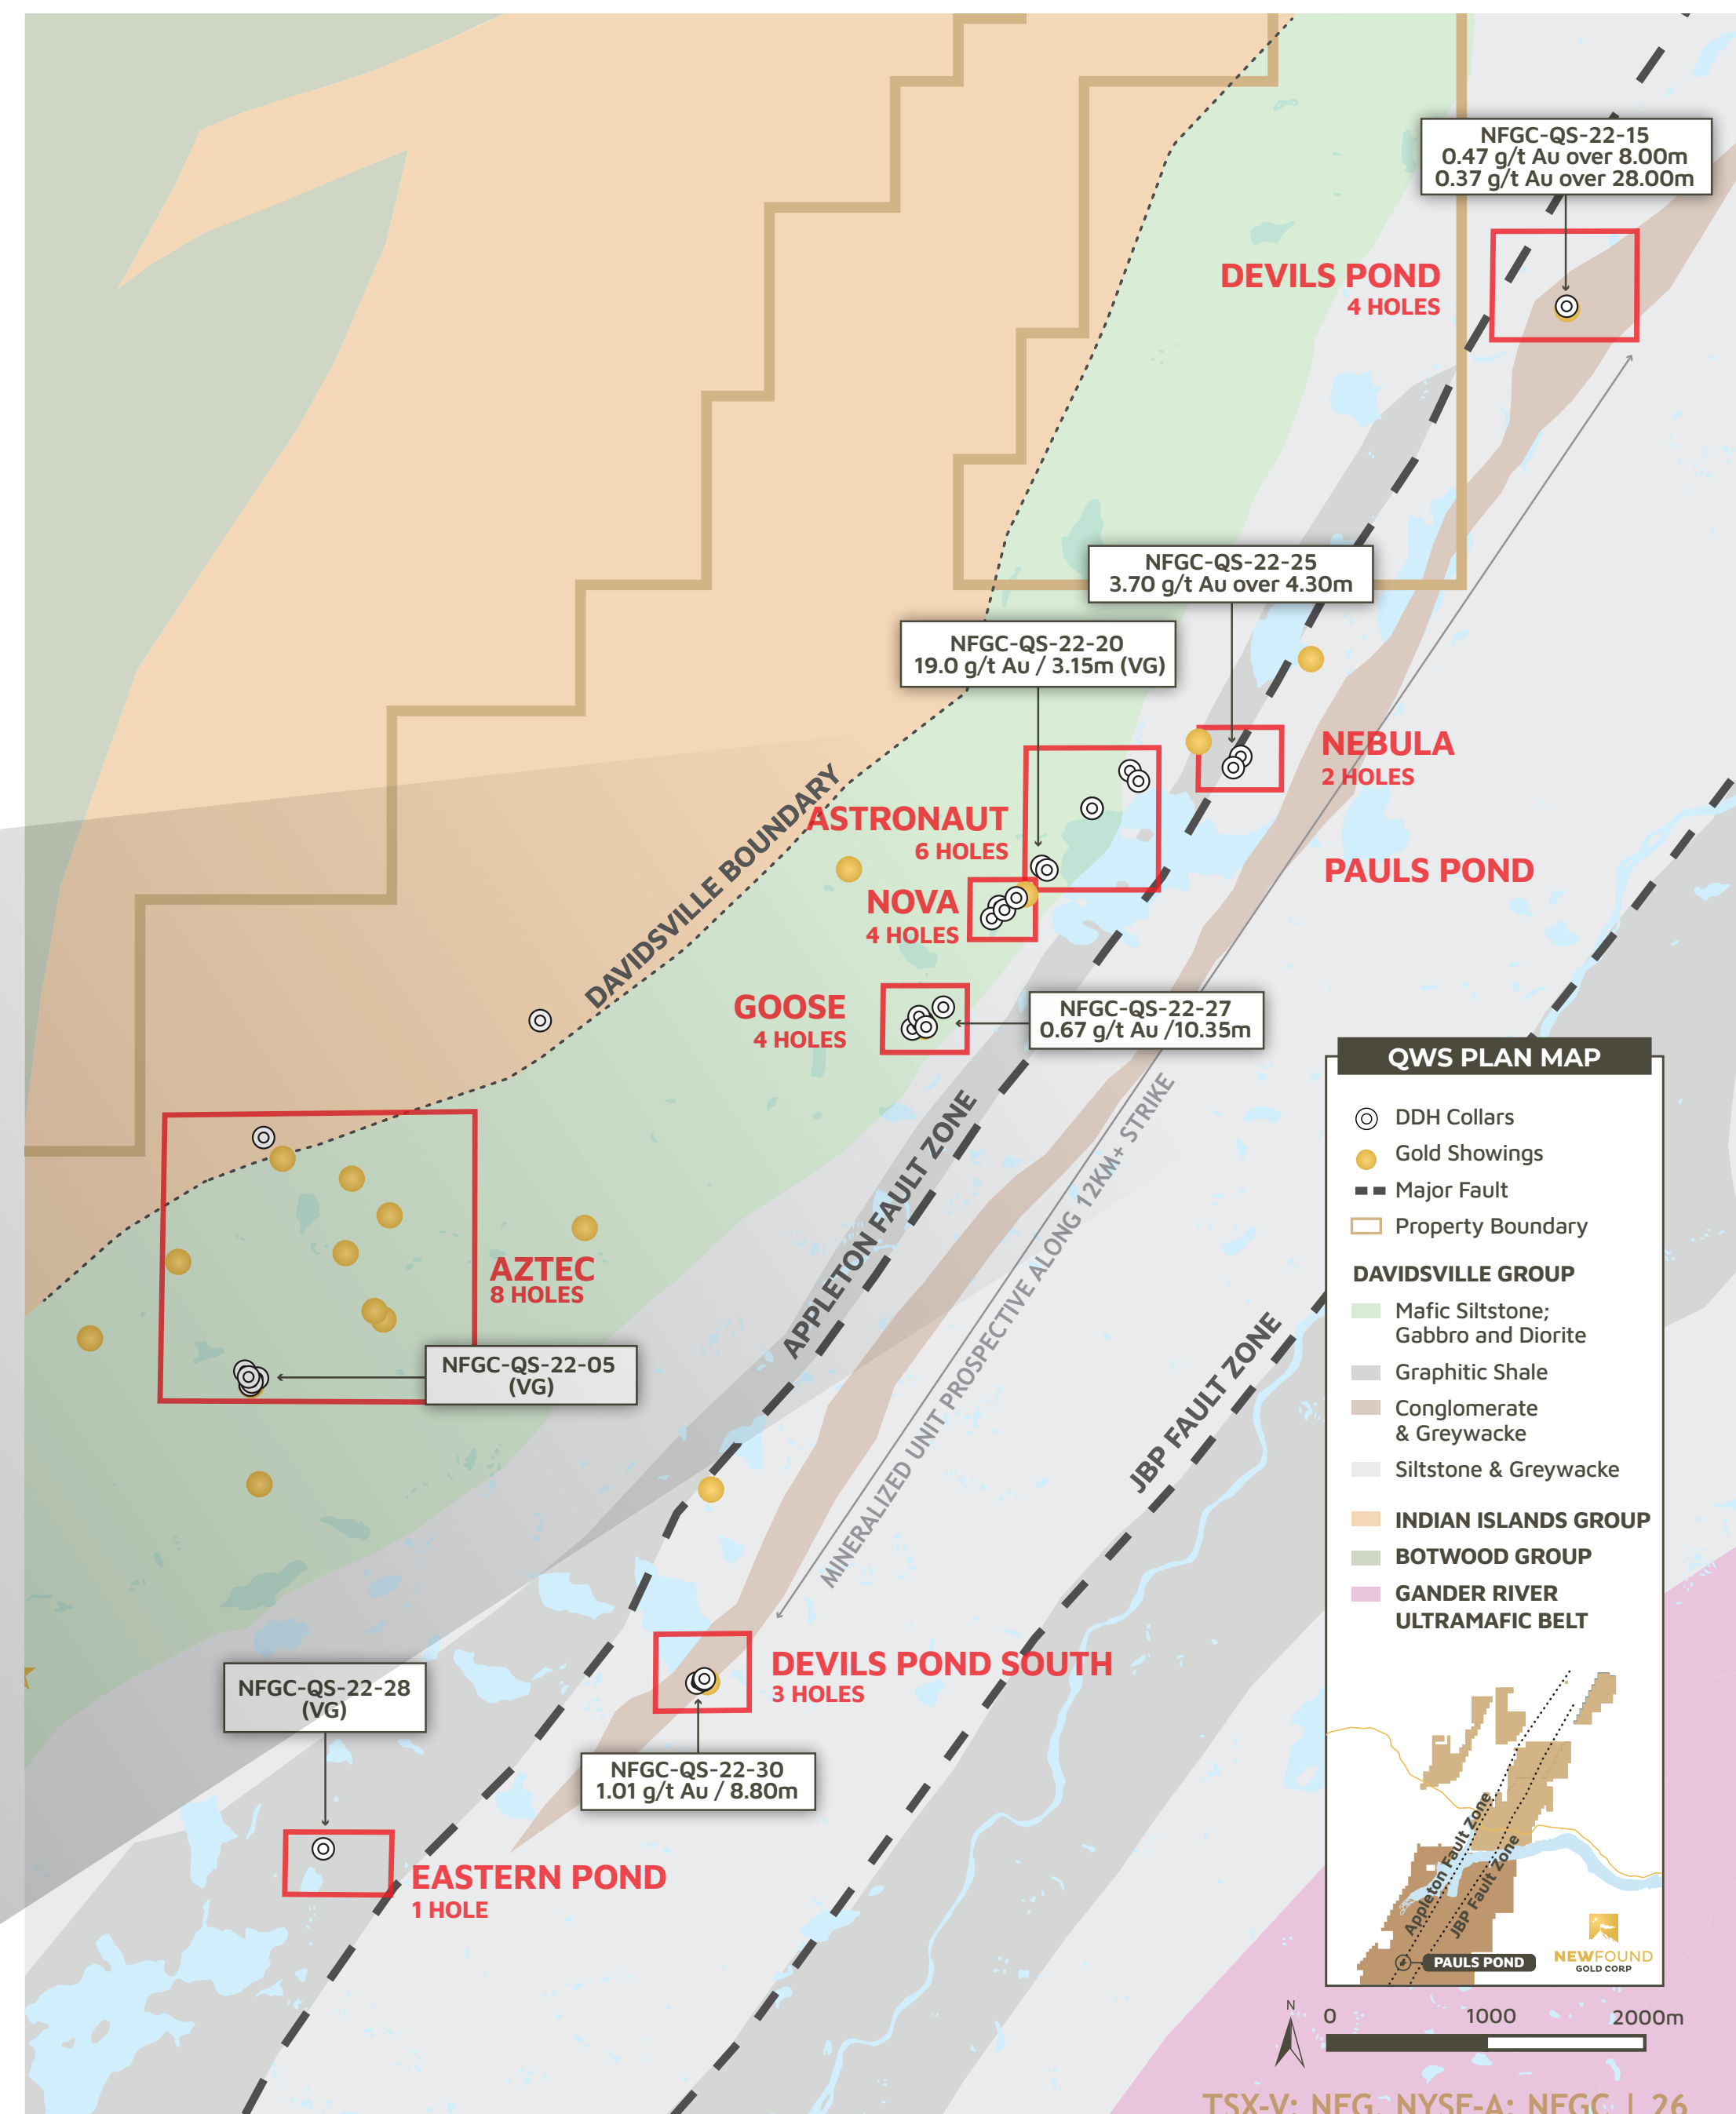 NFGC-QS-22-15
0.47 g/t Au over 8.00m
0.37 g/t Au over 28.00m
DEVILS POND
4 HOLES
NFGC-QS-22-25
3.70 g/t Au over 4.30m
NFGC-QS-22-20
19.0 g/t Au / 3.15m (VG)
NEBULA
2 HOLES
DAVIDSVILLE BOUNDARY
ASTRONAUT
6 HOLES
PAULS POND
NOVA
4 HOLES
GOOSE
4 HOLES
NFGC-QS-22-27
0.67 g/t Au /10.35m
APPLETON FAULT ZONE
MINERALIZED UNIT PROSPECTIVE ALONG 12KM+ STRIKE
AZTEC
8 HOLES
NFGC-QS-22-05
(VG)
JBP FAULT ZONE
DEVILS POND SOUTH
3 HOLES
NFGC-QS-22-28
(VG)
NFGC-QS-22-30
1.01 g/t Au / 8.80m
EASTERN POND
1 HOLE
QWS PLAN MAP
DDH Collars
Gold Showings
Major Fault
Property Boundary
DAVIDSVILLE GROUP
Mafic Siltstone;
Gabbro and Diorite
Graphitic Shale
Conglomerate
& Greywacke
Siltstone & Greywacke
INDIAN ISLANDS GROUP
BOTWOOD GROUP
GANDER RIVER
ULTRAMAFIC BELT
Appleton Fault Zone
JBP Fault Zone
PAULS POND
NEWFOUND
GOLD CORP
N
0 1000 2000m
TSX-V: NFG, NYSE-A: NFGC | 26